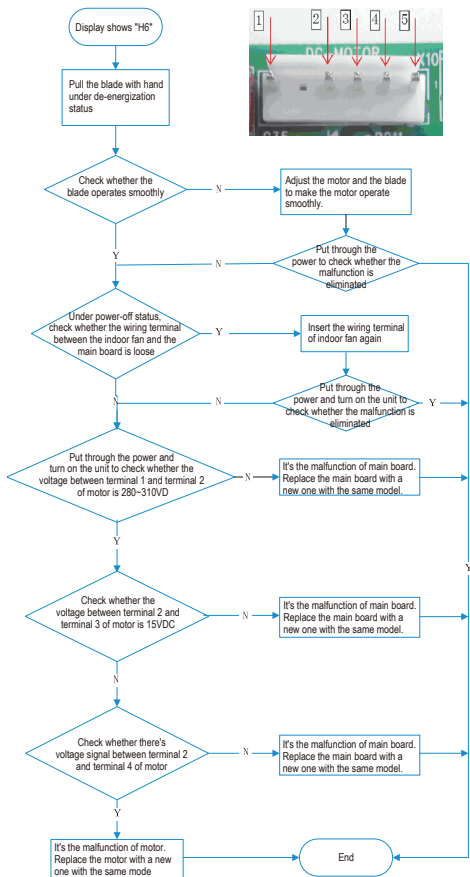 Display shows "H6"
1
2
3
4
5
DC-MOTOR
X10
Pull the blade with hand
under de-energization
status
Check whether the
blade operates smoothly
N
Adjust the motor and the blade
to make the motor operate
smoothly.
Y
N
Put through the
power to check whether the
malfunction is
eliminated
Under power-off status,
check whether the wiring terminal
between the indoor fan and the
main board is loose
Y
Insert the wiring terminal
of indoor fan again
N
N
Put through the
power and turn on the unit to
check whether the malfunction is
eliminated
Y
Put through the power and
turn on the unit to check whether the
voltage between terminal 1 and terminal 2
of motor is 280~310VD
N
It's the malfunction of main board.
Replace the main board with a
new one with the same model.
Y
Y
Check whether the
voltage between terminal 2 and
terminal 3 of motor is 15VDC
N
It's the malfunction of main board.
Replace the main board with a
new one with the same model.
N
Check whether there's
voltage signal between terminal 2
and terminal 4 of motor
N
It's the malfunction of main board.
Replace the main board with a
new one with the same model.
Y
It's the malfunction of motor.
Replace the motor with a new
one with the same mode
End